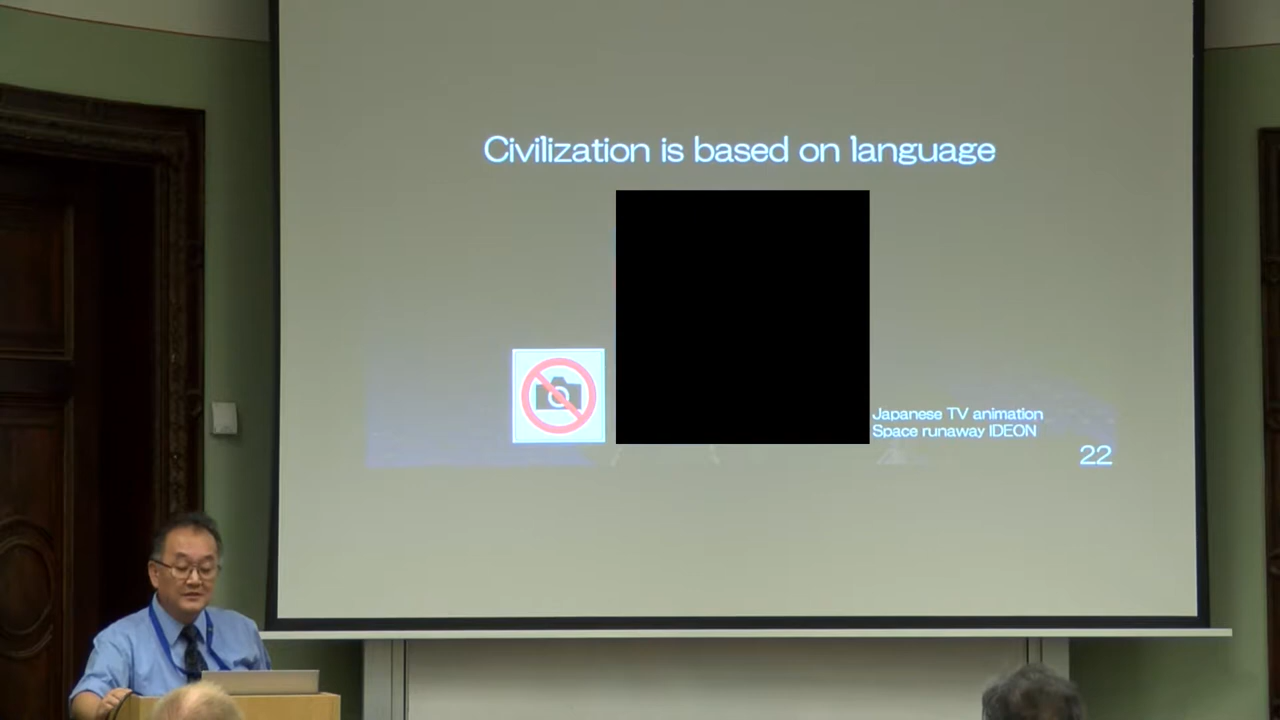 Civilization is based on language
Japanese TV animation
Space runaway IDEON
22